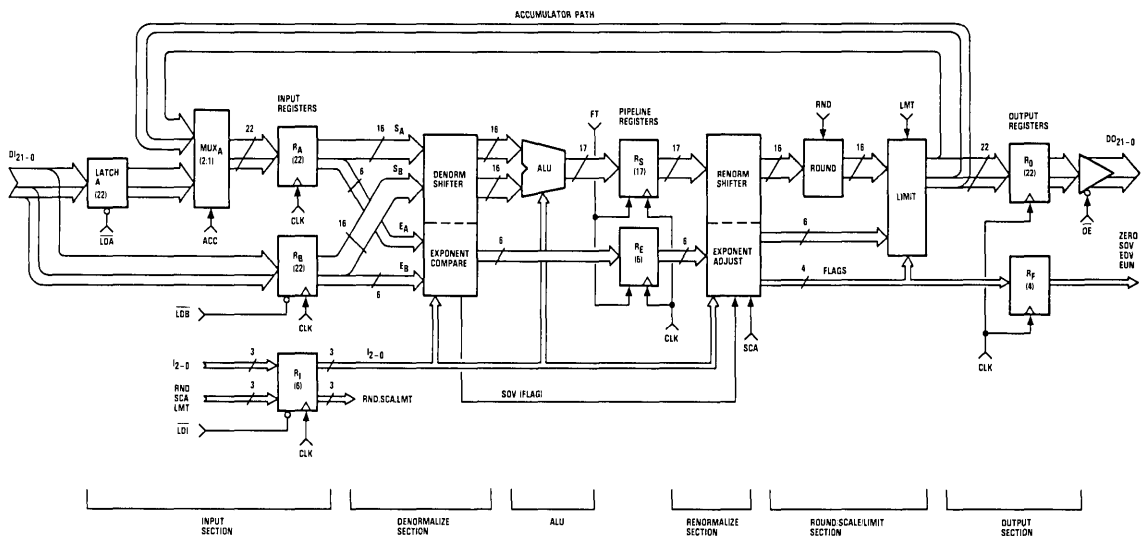 ACCUMULATOR PATH
INPUT
REGISTERS
FT
PIPELINE
REGISTERS
RND
LMT
OUTPUT
REGISTERS
DI21-0
LATCH
A
(22)
LDA
MUXA
(2:1)
ACC
22
RA
(22)
CLK
16
SA
SB
6
16
EA
EB
6
RB
(22)
LDB
CLK
DENORM
SHIFTER
EXPONENT
COMPARE
16
16
ALU
17
RS
(17)
17
6
RE
(6)
6
CLK
RENORM
SHIFTER
EXPONENT
ADJUST
SCA
16
ROUND
16
LIMIT
6
4
FLAGS
22
RO
(22)
OE
DO21-0
RF
(4)
CLK
ZERO
SOV
EOV
EUN
I2-0
3
RND
SCA
LMT
3
LDI
RI
(6)
CLK
3
I2-0
3
RND,SCA,LMT
SOV (FLAG)
INPUT
SECTION
DENORMALIZE
SECTION
ALU
RENORMALIZE
SECTION
ROUND/SCALE/LIMIT
SECTION
OUTPUT
SECTION